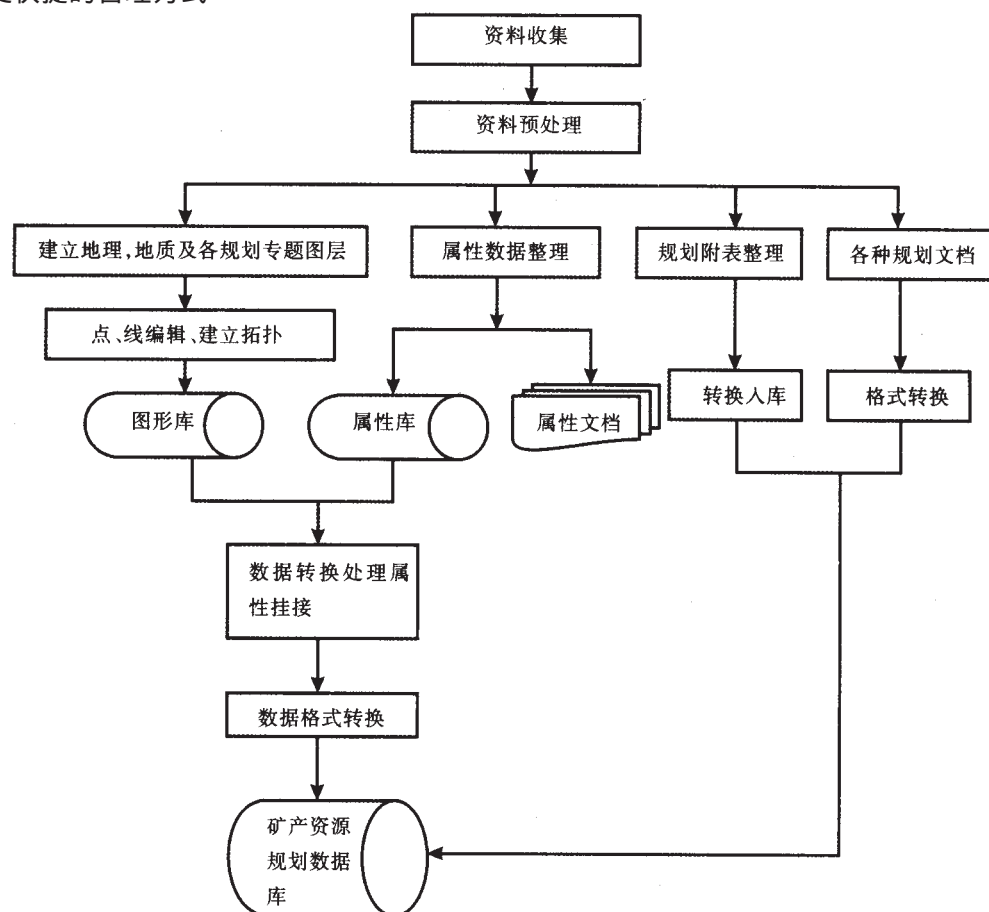 资料收集
资料预处理
建立地理,地质及各规划专题图层
属性数据整理
规划附表整理
各种规划文档
点、线编辑、建立拓扑
转换人库
格式转换
图形库
属性库
属性文档
数据转换处理属
性挂接
数据格式转换
矿产资源
规划数据
库